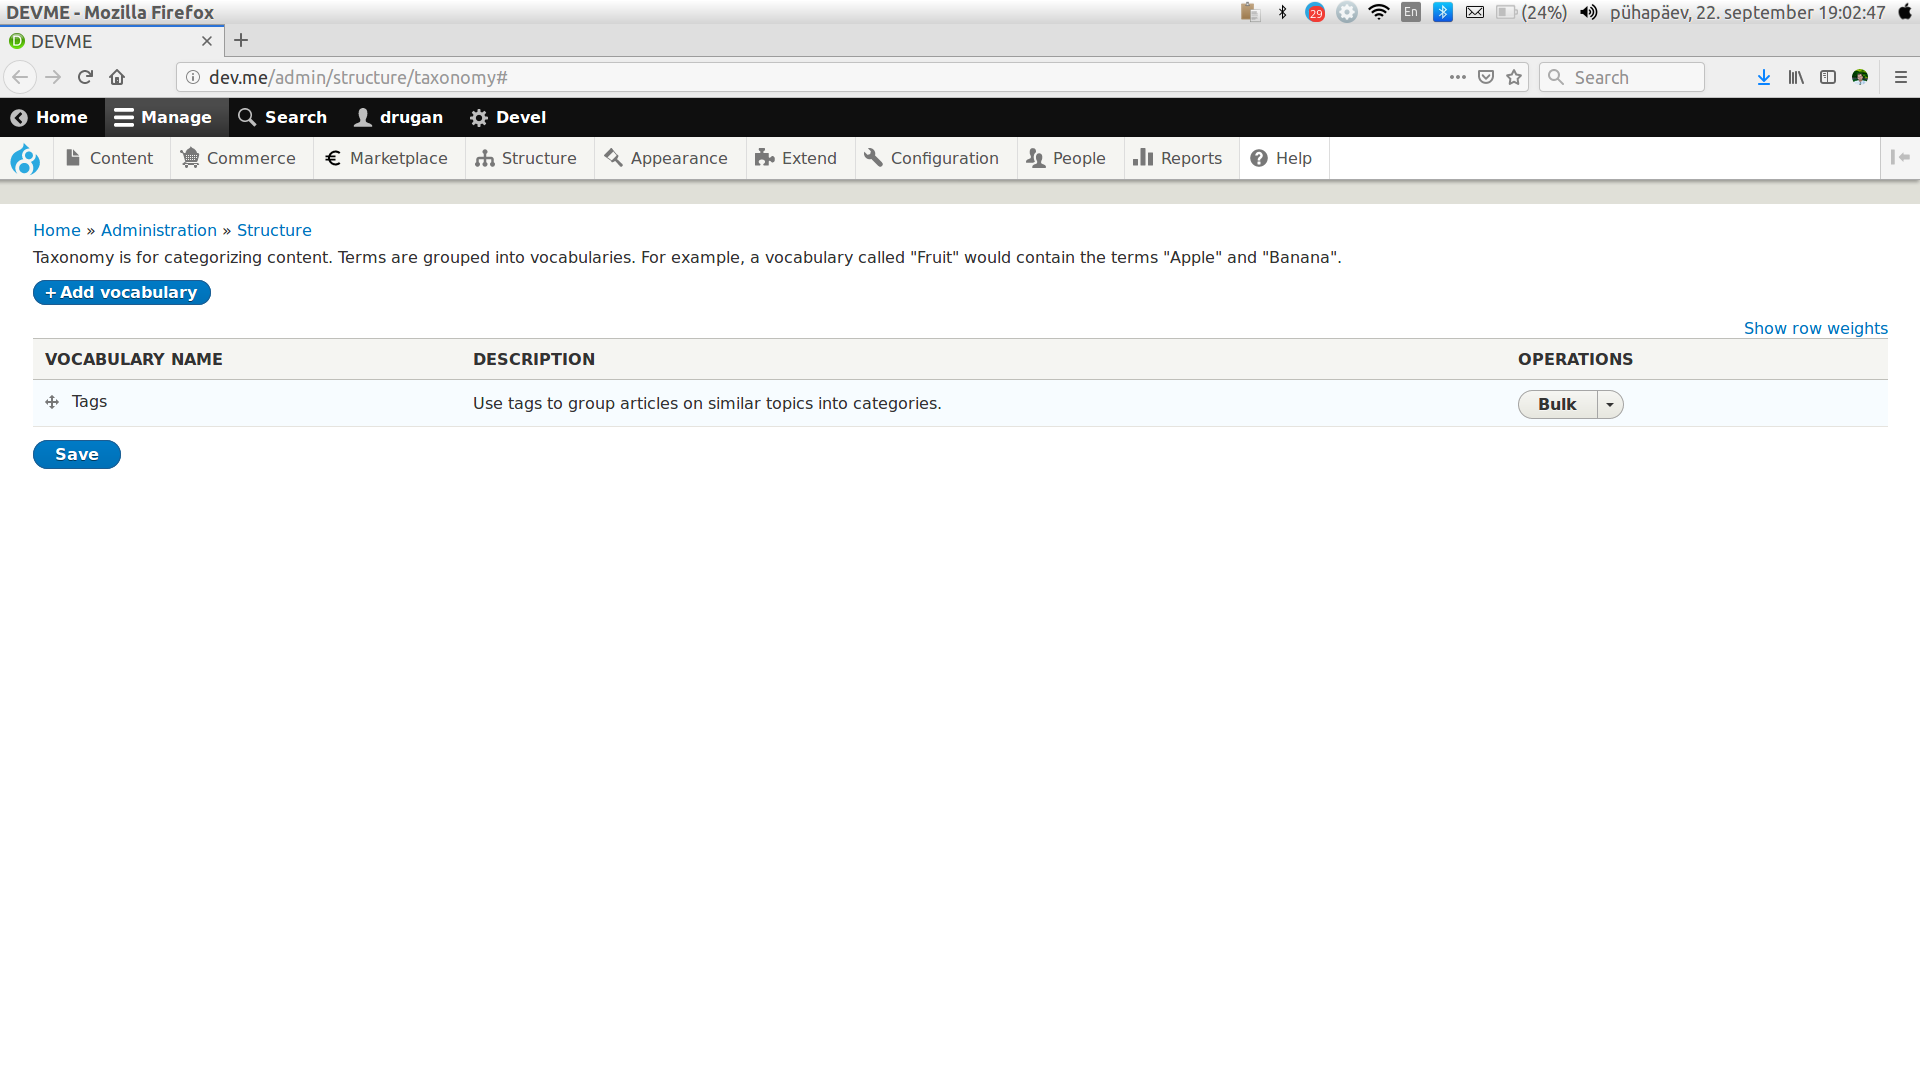 DEVME - Mozilla Firefox
29
En
(24%)
pühapäev, 22. september 19:02:47
D DEVME
dev.me/admin/structure/taxonomy#
Search
Home
Manage
Search
drugan
Devel
Content
Commerce
€ Marketplace
Structure
Appearance
Extend
Configuration
People
Reports
? Help
Home » Administration » Structure
Taxonomy is for categorizing content. Terms are grouped into vocabularies. For example, a vocabulary called "Fruit" would contain the terms "Apple" and "Banana".
+ Add vocabulary
Show row weights
VOCABULARY NAME DESCRIPTION OPERATIONS
Tags Use tags to group articles on similar topics into categories. Bulk
Save